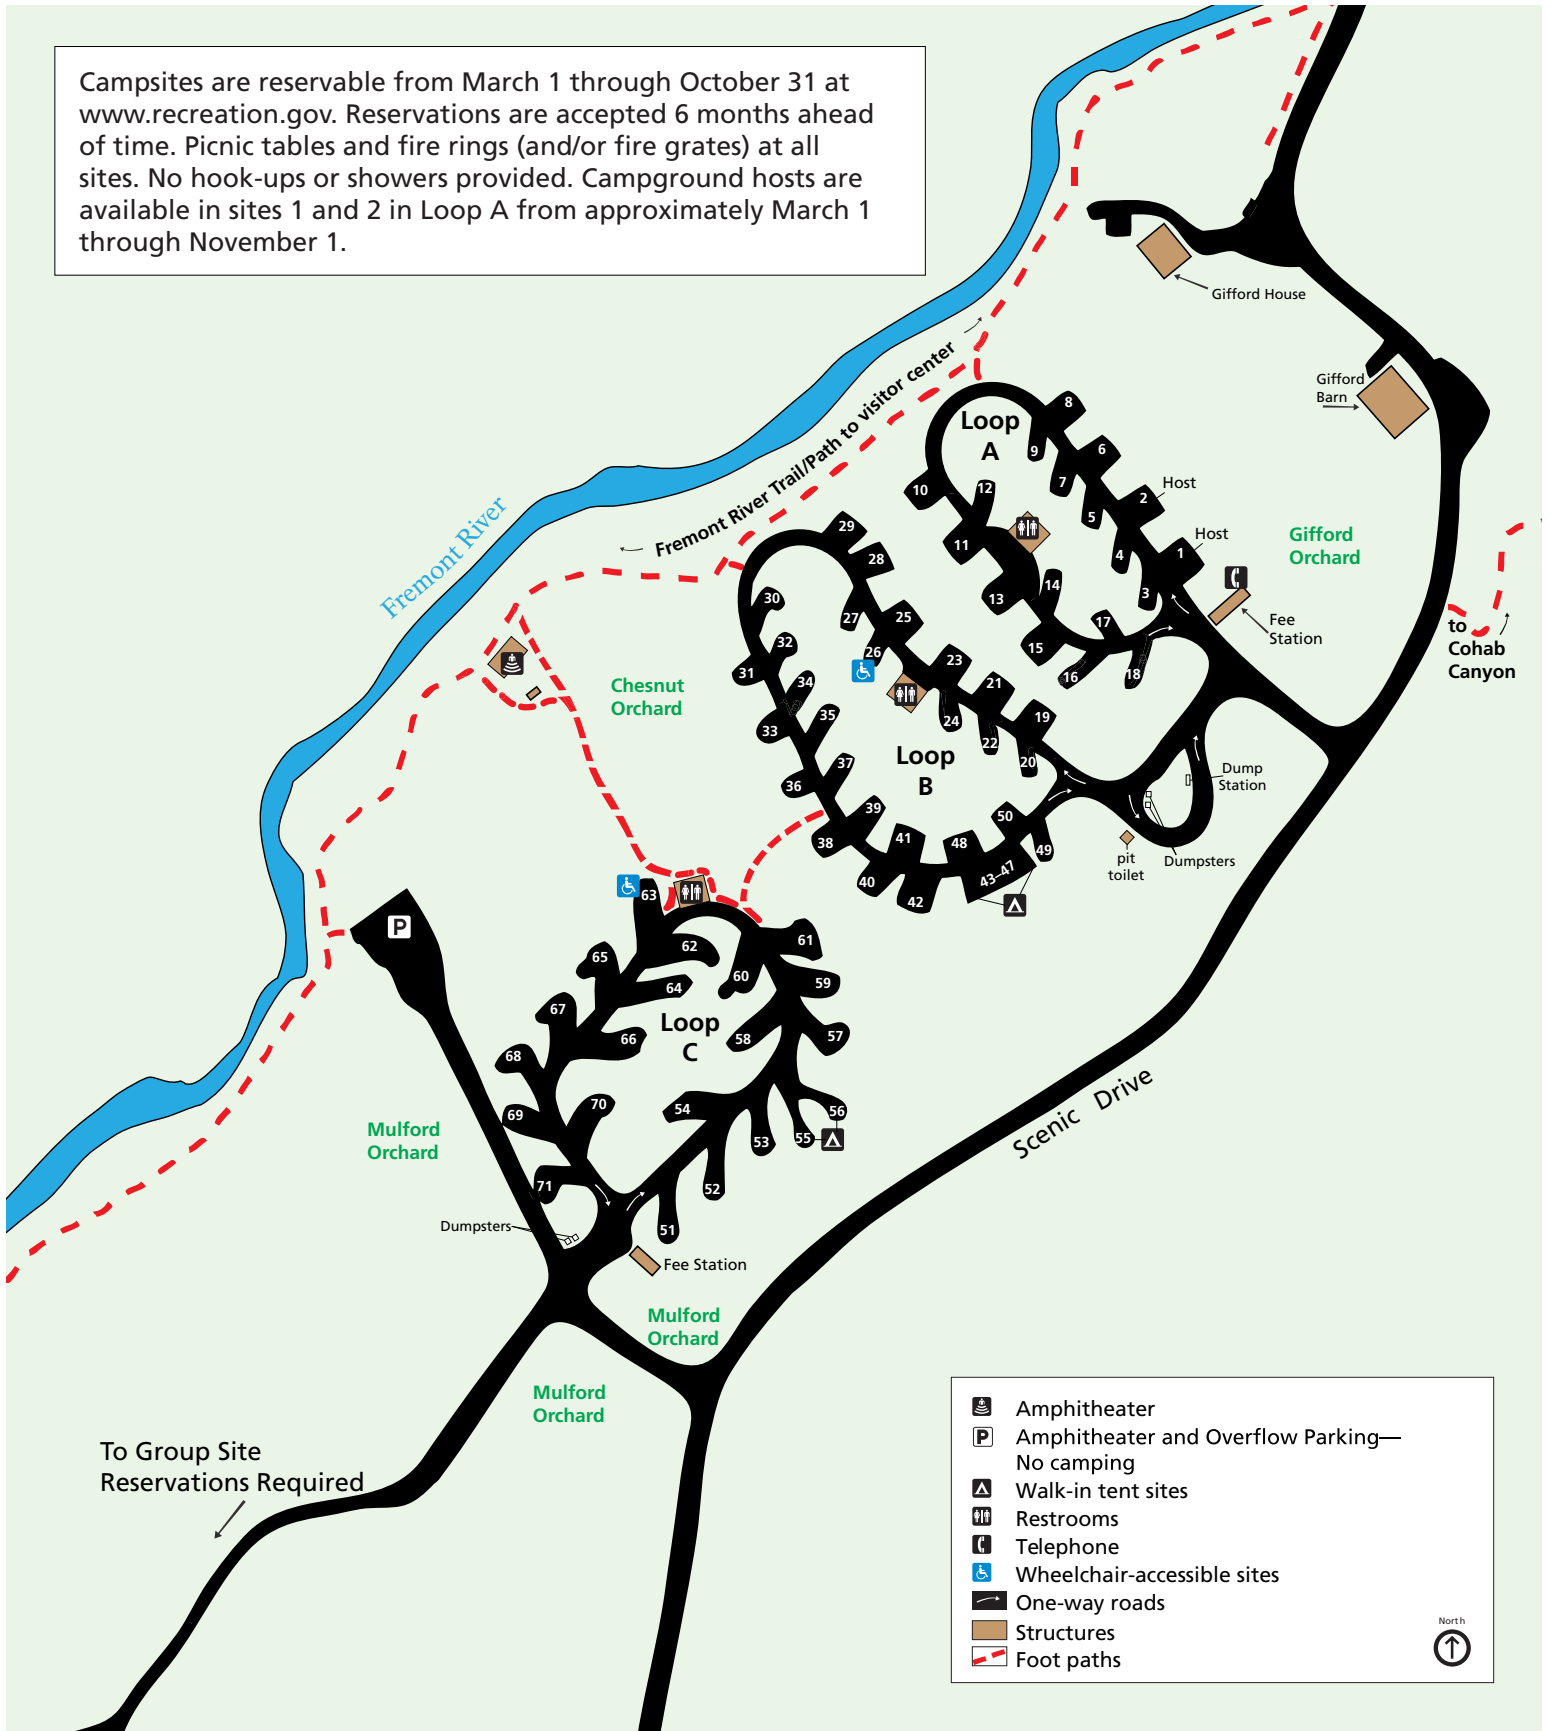 Campsites are reservable from March 1 through October 31 at
www.recreation.gov. Reservations are accepted 6 months ahead
of time. Picnic tables and fire rings (and/or fire grates) at all
sites. No hook-ups or showers provided. Campground hosts are
available in sites 1 and 2 in Loop A from approximately March 1
through November 1.
Gifford House
Gifford
Barn
Fremont River Trail/Path to visitor center
Fremont River
Loop
A
8
9
6
7
10
12
2
Host
5
11
4
1
Host
3
13
14
15
17
16
18
Gifford
Orchard
Fee
Station
to
Cohab
Canyon
29
28
30
27
25
32
26
31
23
34
21
24
35
33
19
22
20
37
36
39
38
41
50
48
49
40
43–47
42
Loop
B
Chesnut
Orchard
Dump
Station
pit
toilet
Dumpsters
P
63
62
61
65
60
59
64
67
66
58
57
68
Loop
C
70
69
54
56
55
53
71
52
51
Mulford
Orchard
Dumpsters
Fee Station
Scenic Drive
Mulford
Orchard
Mulford
Orchard
To Group Site
Reservations Required
Amphitheater
P
Amphitheater and Overflow Parking—
No camping
Walk-in tent sites
Restrooms
Telephone
Wheelchair-accessible sites
One-way roads
Structures
Foot paths
North